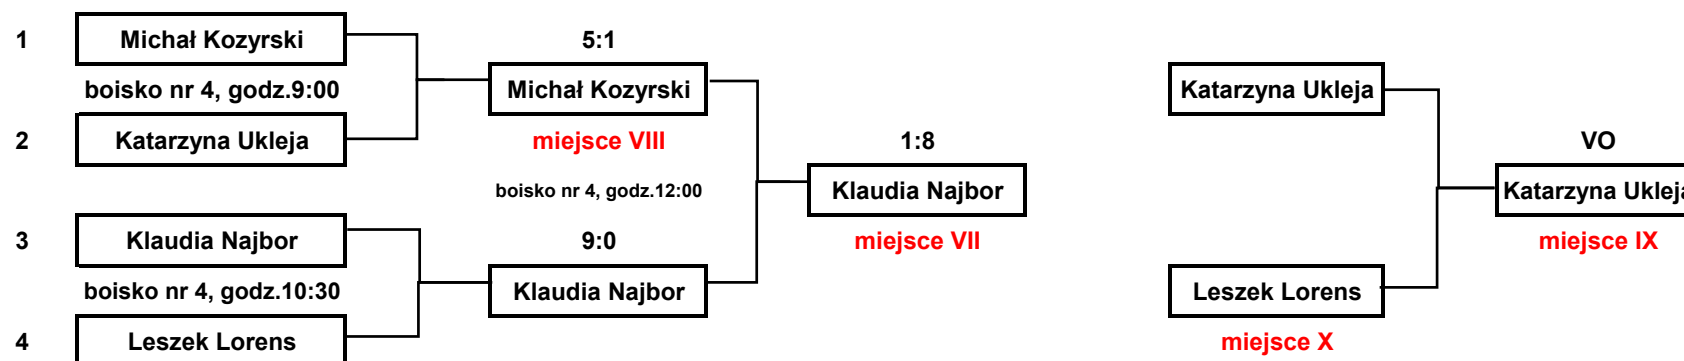 1 Michał Kozyrski 5:1
boisko nr 4, godz.9:00 Michał Kozyrski Katarzyna Ukleja
2 Katarzyna Ukleja miejsce VIII 1:8 VO
boisko nr 4, godz.12:00 Klaudia Najbor Katarzyna Ukleja
3 Klaudia Najbor 9:0 miejsce VII miejsce IX
boisko nr 4, godz.10:30 Klaudia Najbor Leszek Lorens
4 Leszek Lorens miejsce X